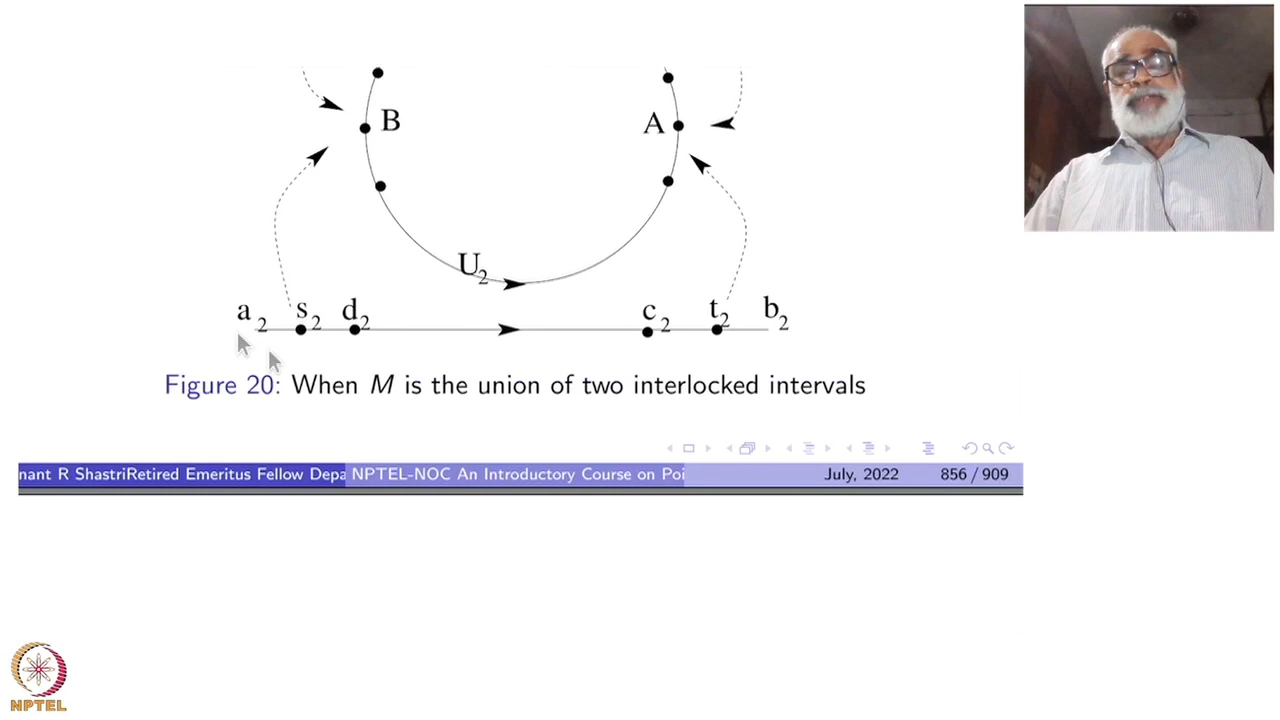 B A
U₂
a₂ s₂ d₂ c₂ t₂ b₂
Figure 20: When M is the union of two interlocked intervals
nant R ShastriRetired Emeritus Fellow Depa NPTEL-NOC An Introductory Course on Poi July, 2022 856 / 909
NPTEL